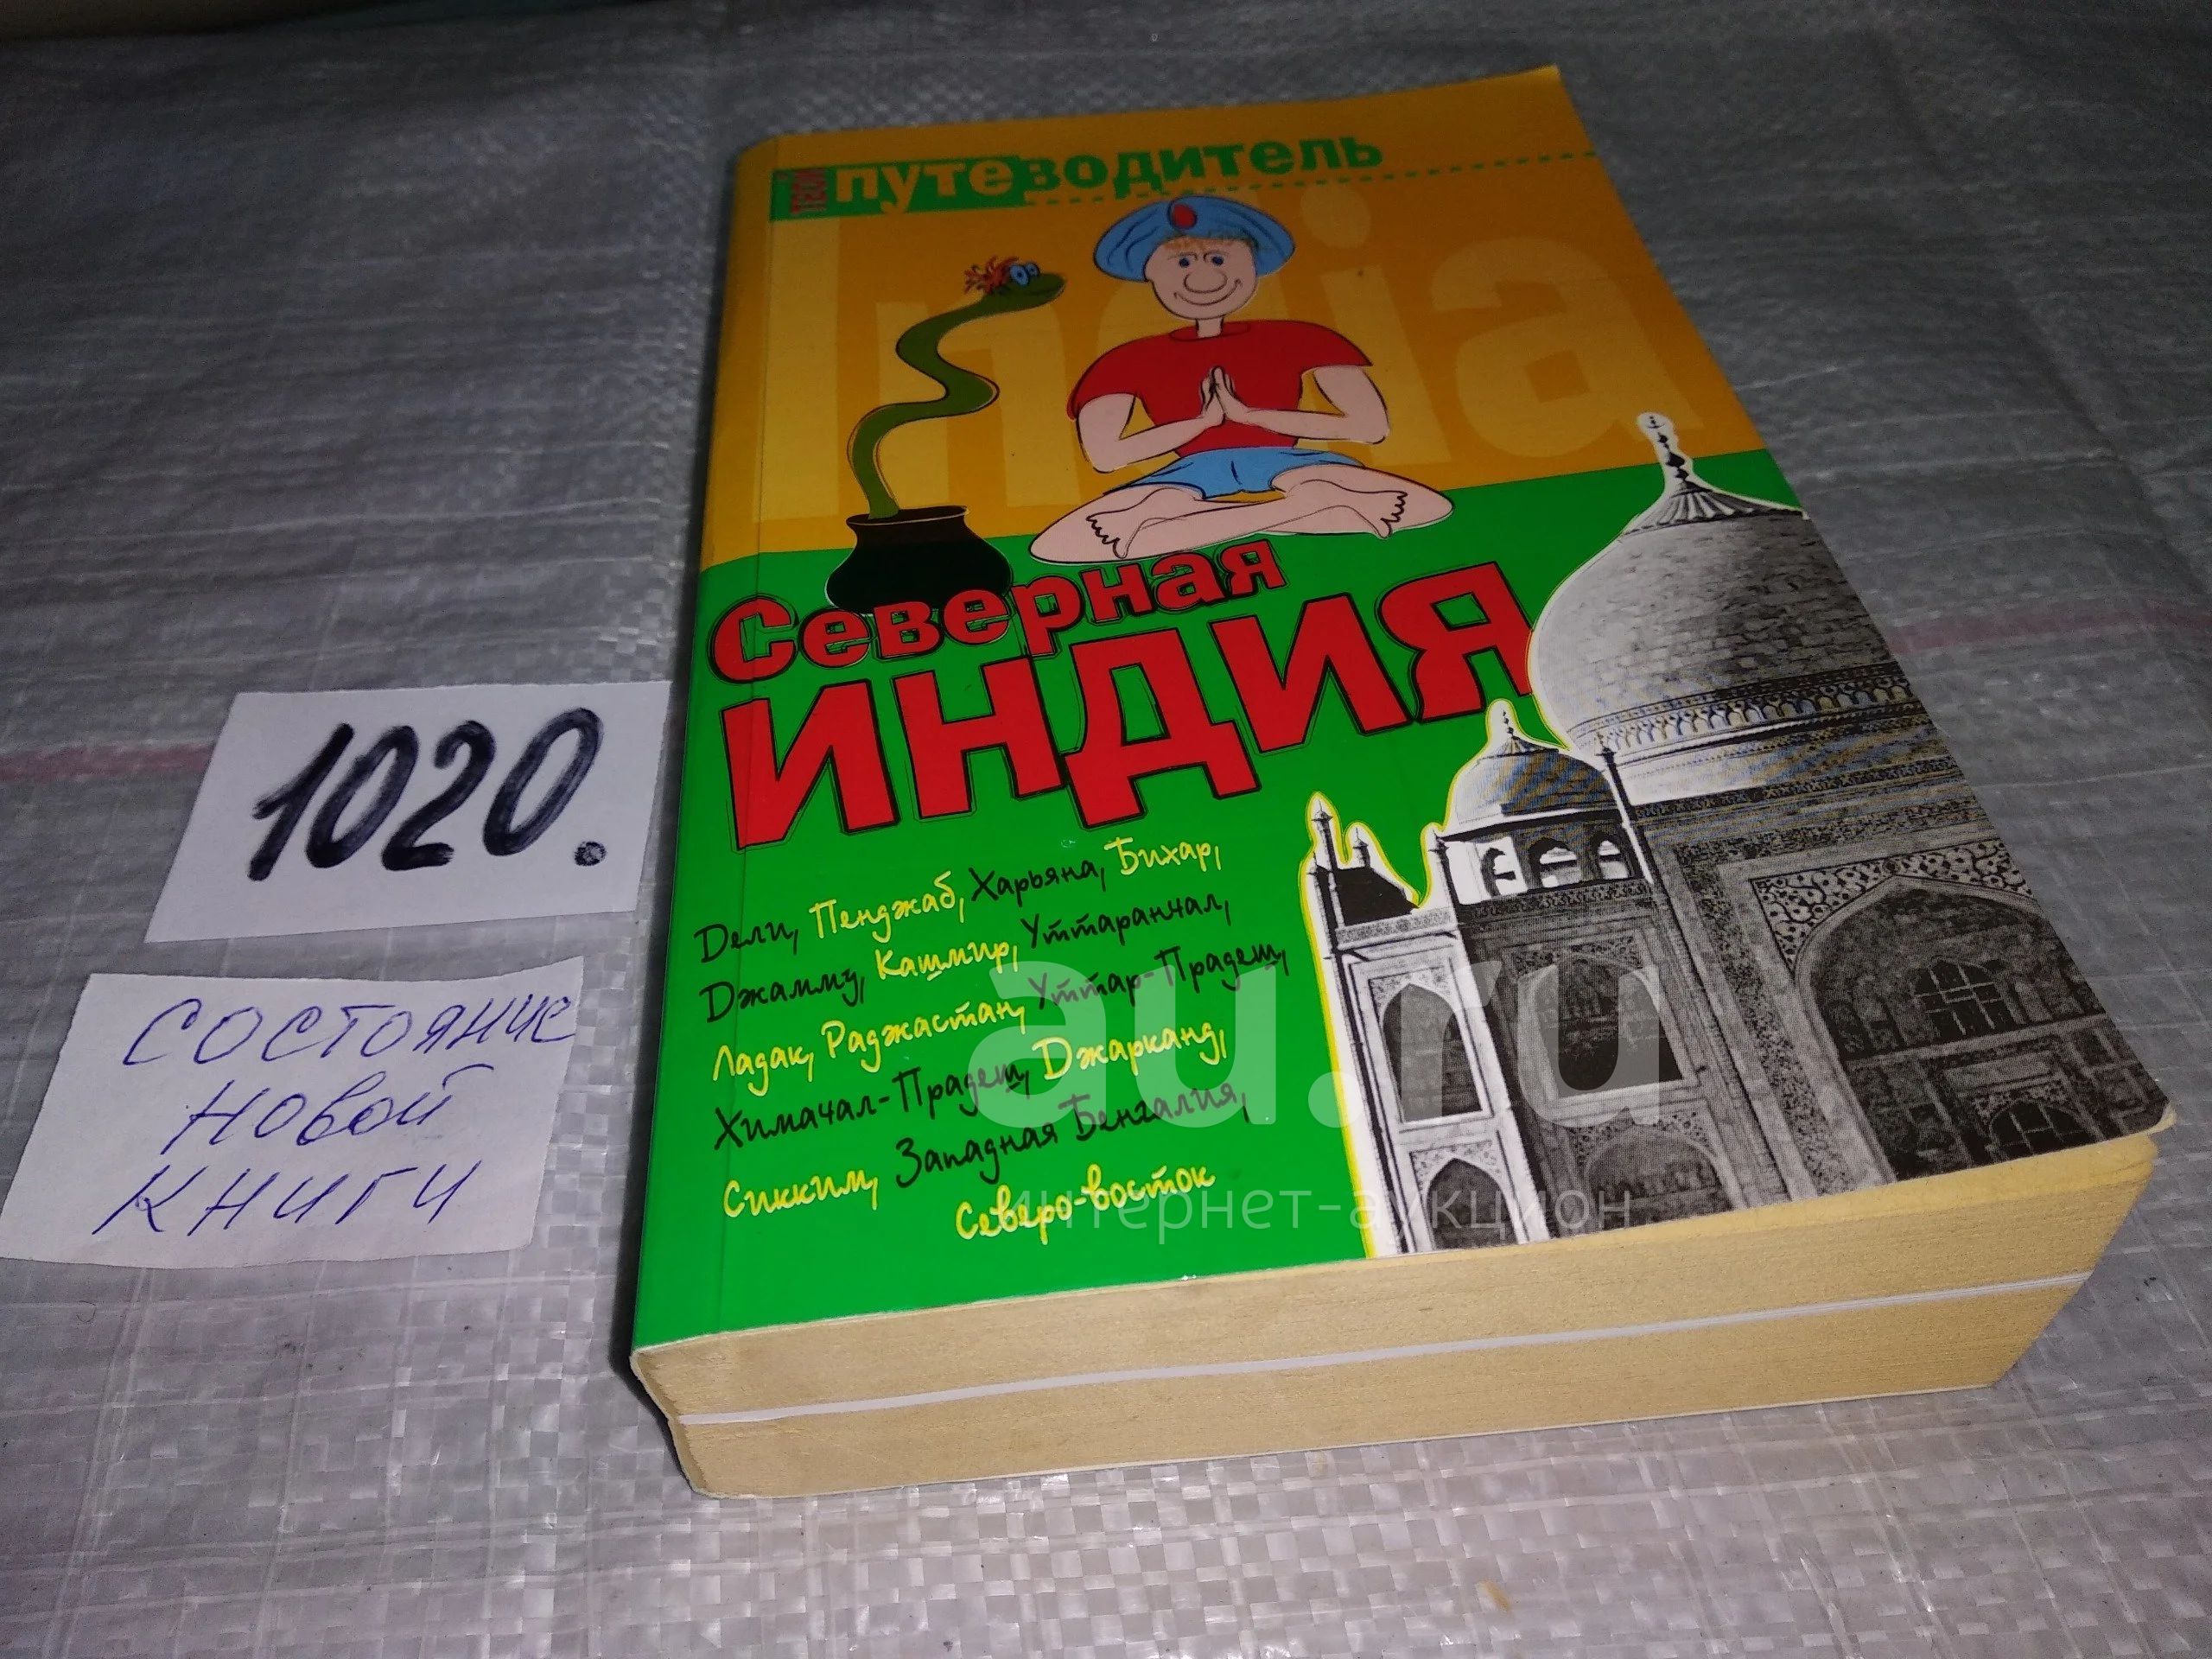 твой путеводитель
India
Северная
ИНДИЯ
Дели, Пенджаб, Харьяна, Бихар,
Джамму, Кашмир, Уттаранчал,
Ладак, Раджастан, Уттар-Прадеш,
Химачал-Прадеш, Джарканд,
Сикким, Западная Бенгалия,
Северо-восток
1020.
СОСТОЯНИЕ
НОВОЙ
КНИГИ
au.ru
интернет-аукцион